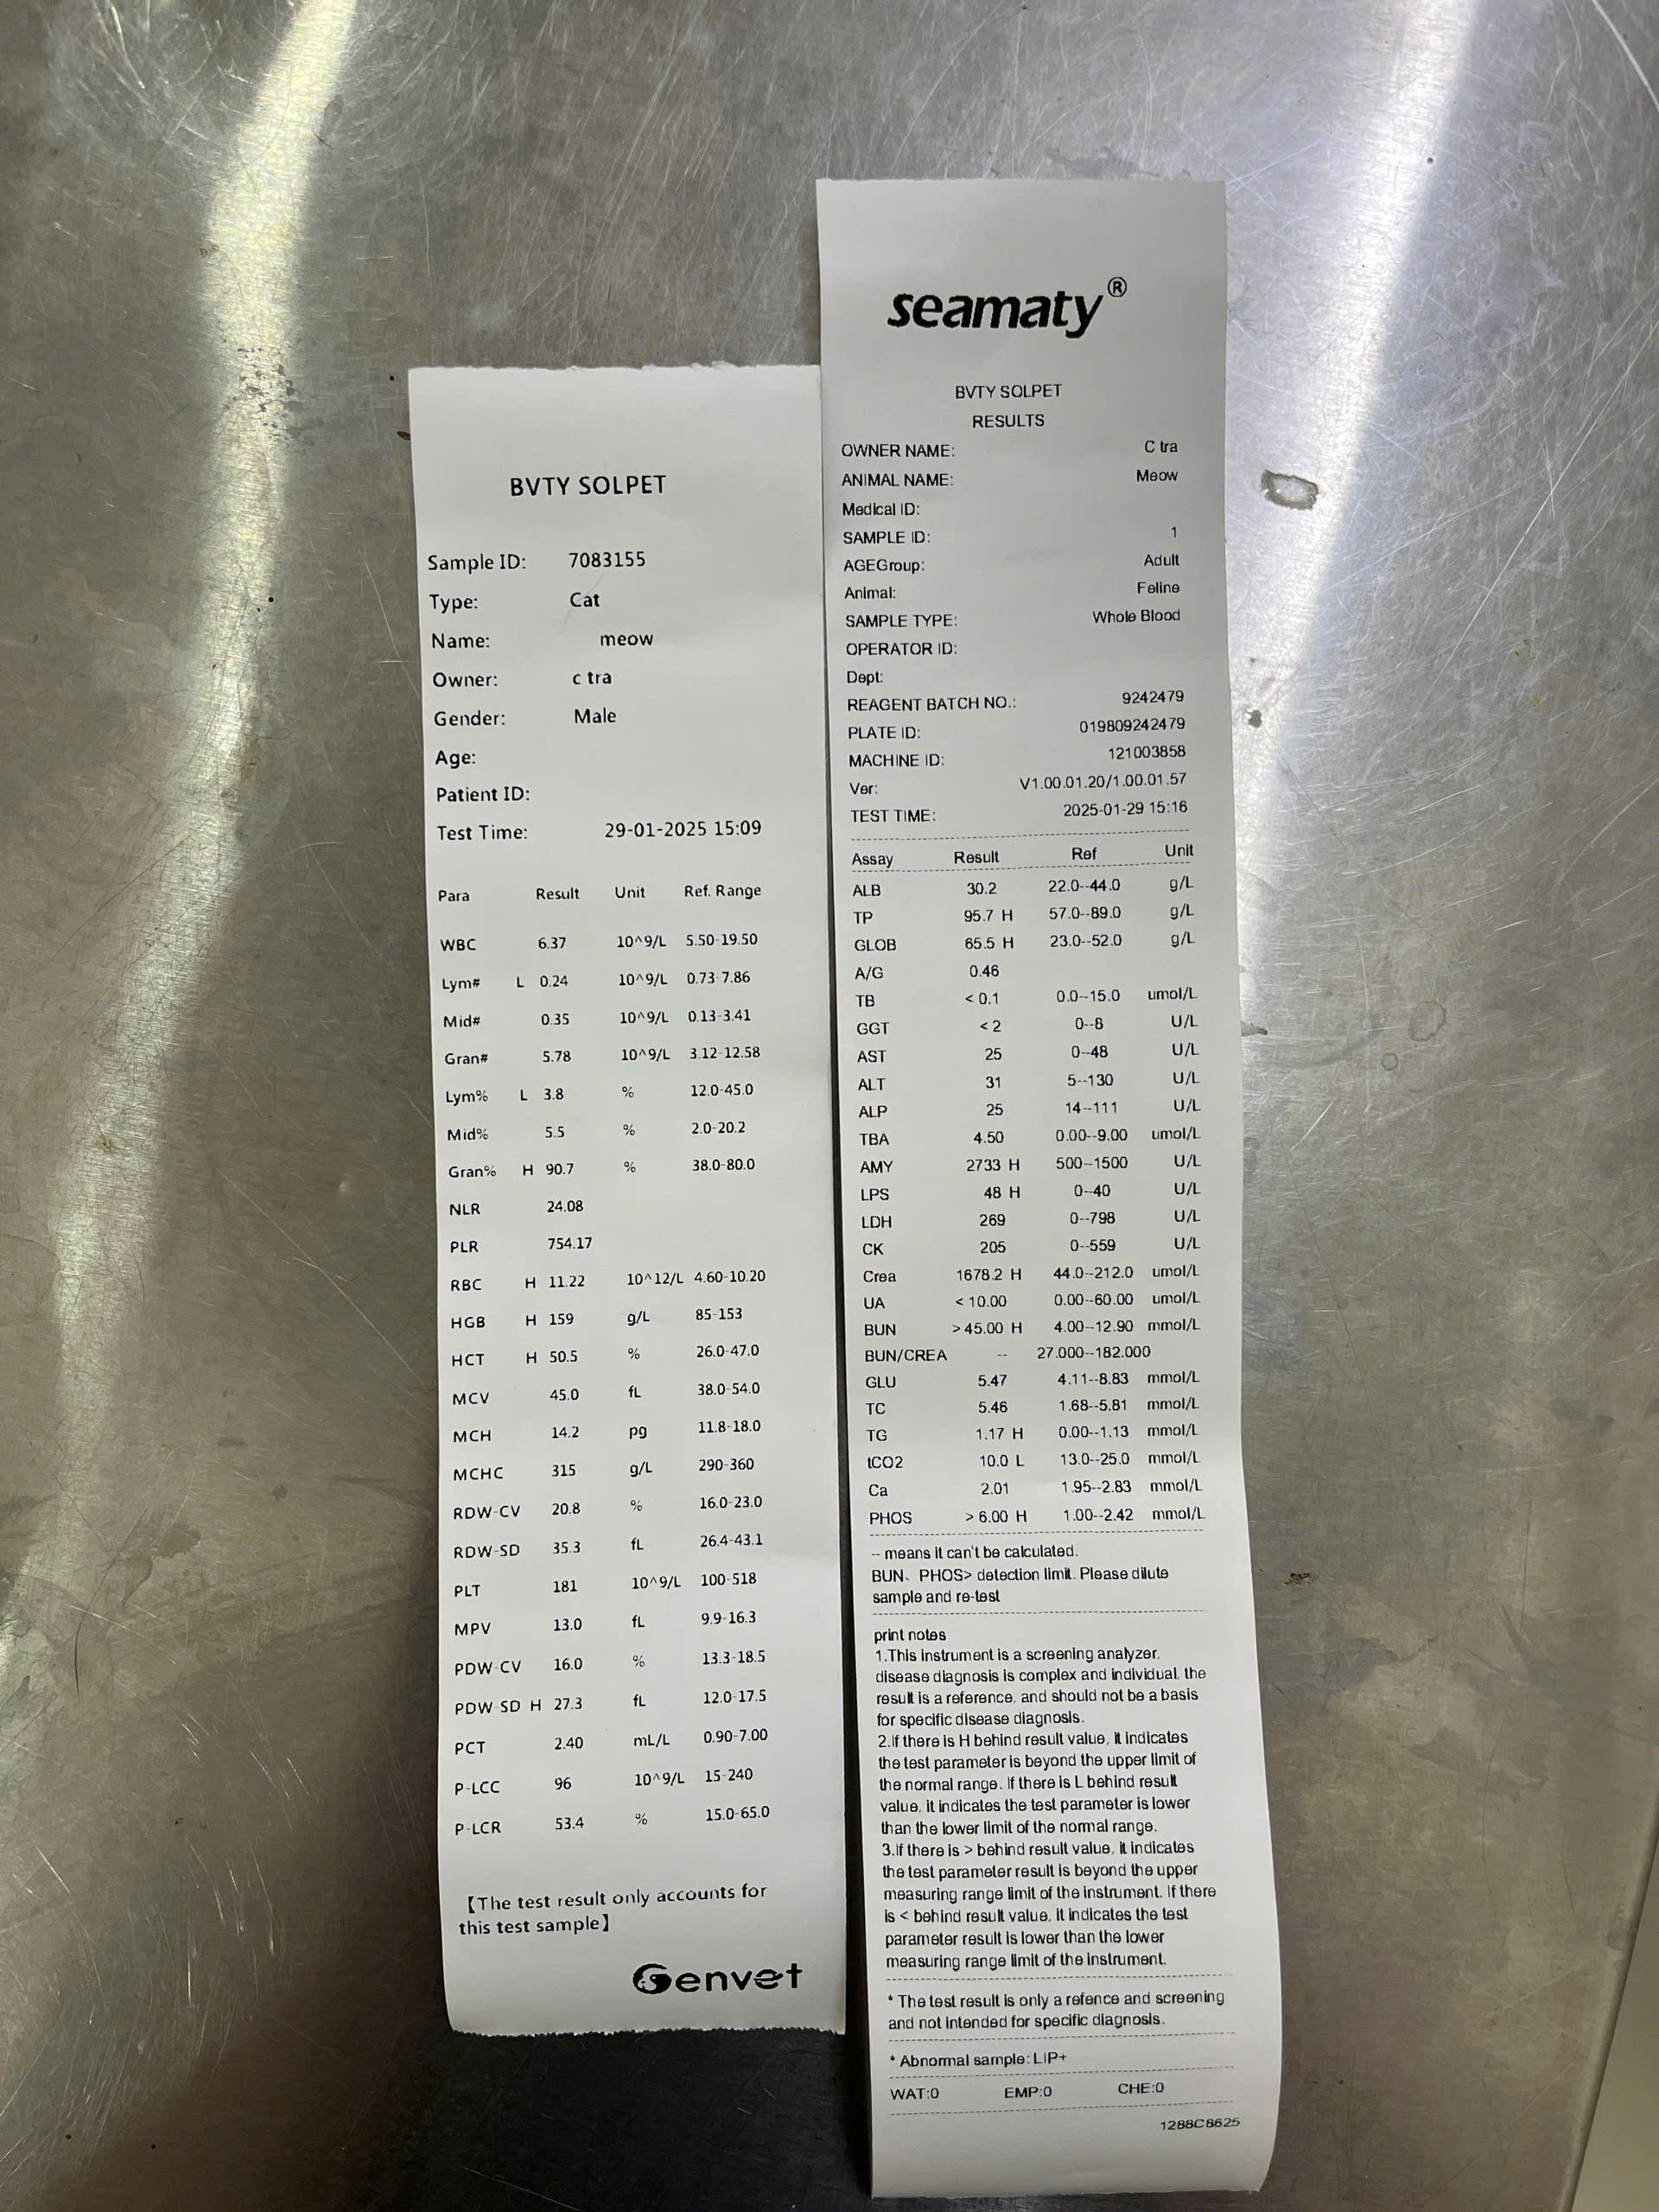 BVTY SOLPET
Sample ID: 7083155
Type: Cat
Name: meow
Owner: c tra
Gender: Male
Age:
Patient ID:
Test Time: 29-01-2025 15:09
Para Result Unit Ref. Range
WBC 6.37 10^9/L 5.50-19.50
Lym# L 0.24 10^9/L 0.73-7.86
Mid# 0.35 10^9/L 0.13-3.41
Gran# 5.78 10^9/L 3.12-12.58
Lym% L 3.8 % 12.0-45.0
Mid% 5.5 % 2.0-20.2
Gran% H 90.7 % 38.0-80.0
NLR 24.08
PLR 754.17
RBC H 11.22 10^12/L 4.60-10.20
HGB H 159 g/L 85-153
HCT H 50.5 % 26.0-47.0
MCV 45.0 fL 38.0-54.0
MCH 14.2 pg 11.8-18.0
MCHC 315 g/L 290-360
RDW-CV 20.8 % 16.0-23.0
RDW-SD 35.3 fL 26.4-43.1
PLT 181 10^9/L 100-518
MPV 13.0 fL 9.9-16.3
PDW-CV 16.0 % 13.3-18.5
PDW-SD H 27.3 fL 12.0-17.5
PCT 2.40 mL/L 0.90-7.00
P-LCC 96 10^9/L 15-240
P-LCR 53.4 % 15.0-65.0
【The test result only accounts for
this test sample】
Genvet
seamaty®
BVTY SOLPET
RESULTS
OWNER NAME: C tra
ANIMAL NAME: Meow
Medical ID:
SAMPLE ID: 1
AGEGroup: Adult
Animal: Feline
SAMPLE TYPE: Whole Blood
OPERATOR ID:
Dept:
REAGENT BATCH NO.: 9242479
PLATE ID: 019809242479
MACHINE ID: 121003858
Ver: V1.00.01.20/1.00.01.57
TEST TIME: 2025-01-29 15:16
Assay Result Ref Unit
ALB 30.2 22.0--44.0 g/L
TP 95.7 H 57.0--89.0 g/L
GLOB 65.5 H 23.0--52.0 g/L
A/G 0.46
TB < 0.1 0.0--15.0 umol/L
GGT < 2 0--8 U/L
AST 25 0--48 U/L
ALT 31 5--130 U/L
ALP 25 14--111 U/L
TBA 4.50 0.00--9.00 umol/L
AMY 2733 H 500--1500 U/L
LPS 48 H 0--40 U/L
LDH 269 0--798 U/L
CK 205 0--559 U/L
Crea 1678.2 H 44.0--212.0 umol/L
UA < 10.00 0.00--60.00 umol/L
BUN > 45.00 H 4.00--12.90 mmol/L
BUN/CREA -- 27.000--182.000
GLU 5.47 4.11--8.83 mmol/L
TC 5.46 1.68--5.81 mmol/L
TG 1.17 H 0.00--1.13 mmol/L
tCO2 10.0 L 13.0--25.0 mmol/L
Ca 2.01 1.95--2.83 mmol/L
PHOS > 6.00 H 1.00--2.42 mmol/L
-- means it can't be calculated.
BUN、PHOS> detection limit. Please dilute
sample and re-test
print notes
1.This instrument is a screening analyzer,
disease diagnosis is complex and individual, the
result is a reference, and should not be a basis
for specific disease diagnosis.
2.If there is H behind result value, it indicates
the test parameter is beyond the upper limit of
the normal range. If there is L behind result
value, it indicates the test parameter is lower
than the lower limit of the normal range.
3.If there is > behind result value, it indicates
the test parameter result is beyond the upper
measuring range limit of the instrument. If there
is < behind result value, it indicates the test
parameter result is lower than the lower
measuring range limit of the instrument.
* The test result is only a refence and screening
and not intended for specific diagnosis.
* Abnormal sample: LIP+
WAT:0 EMP:0 CHE:0
1288C8625